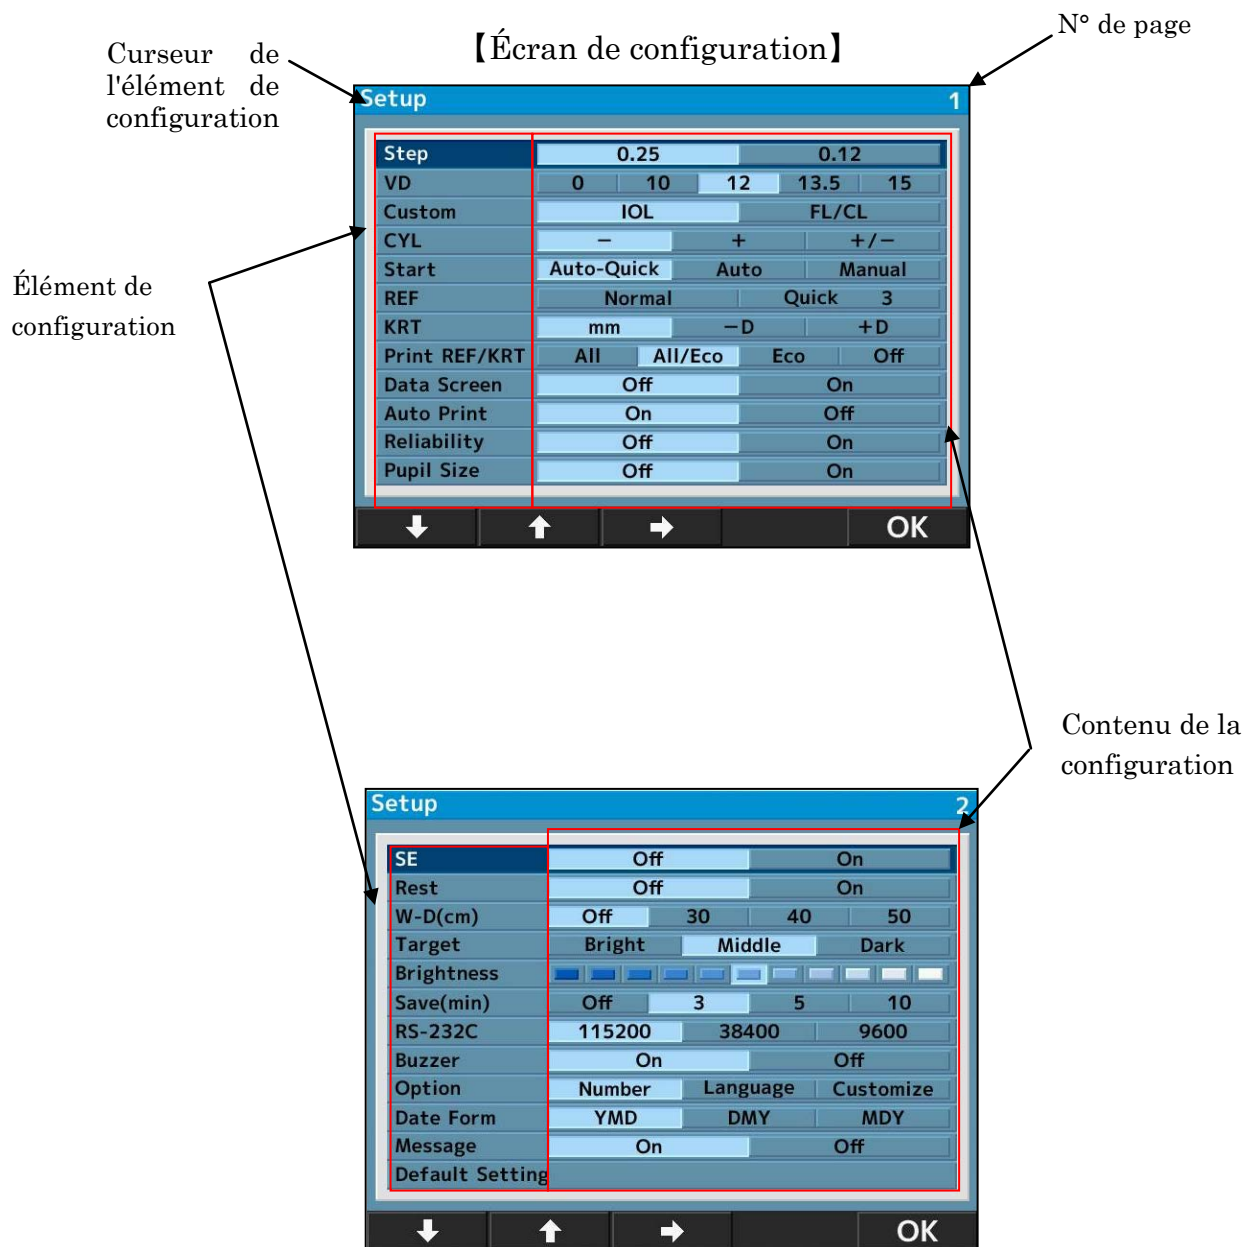 Curseur de
l'élément de
configuration
【Écran de configuration】
N° de page
Setup 1
Step 0.25 0.12
VD 0 10 12 13.5 15
Custom IOL FL/CL
CYL − + +/−
Start Auto-Quick Auto Manual
REF Normal Quick 3
KRT mm −D +D
Print REF/KRT All All/Eco Eco Off
Data Screen Off On
Auto Print On Off
Reliability Off On
Pupil Size Off On
OK
Élément de
configuration
Contenu de la
configuration
Setup 2
SE Off On
Rest Off On
W-D(cm) Off 30 40 50
Target Bright Middle Dark
Brightness
Save(min) Off 3 5 10
RS-232C 115200 38400 9600
Buzzer On Off
Option Number Language Customize
Date Form YMD DMY MDY
Message On Off
Default Setting
OK